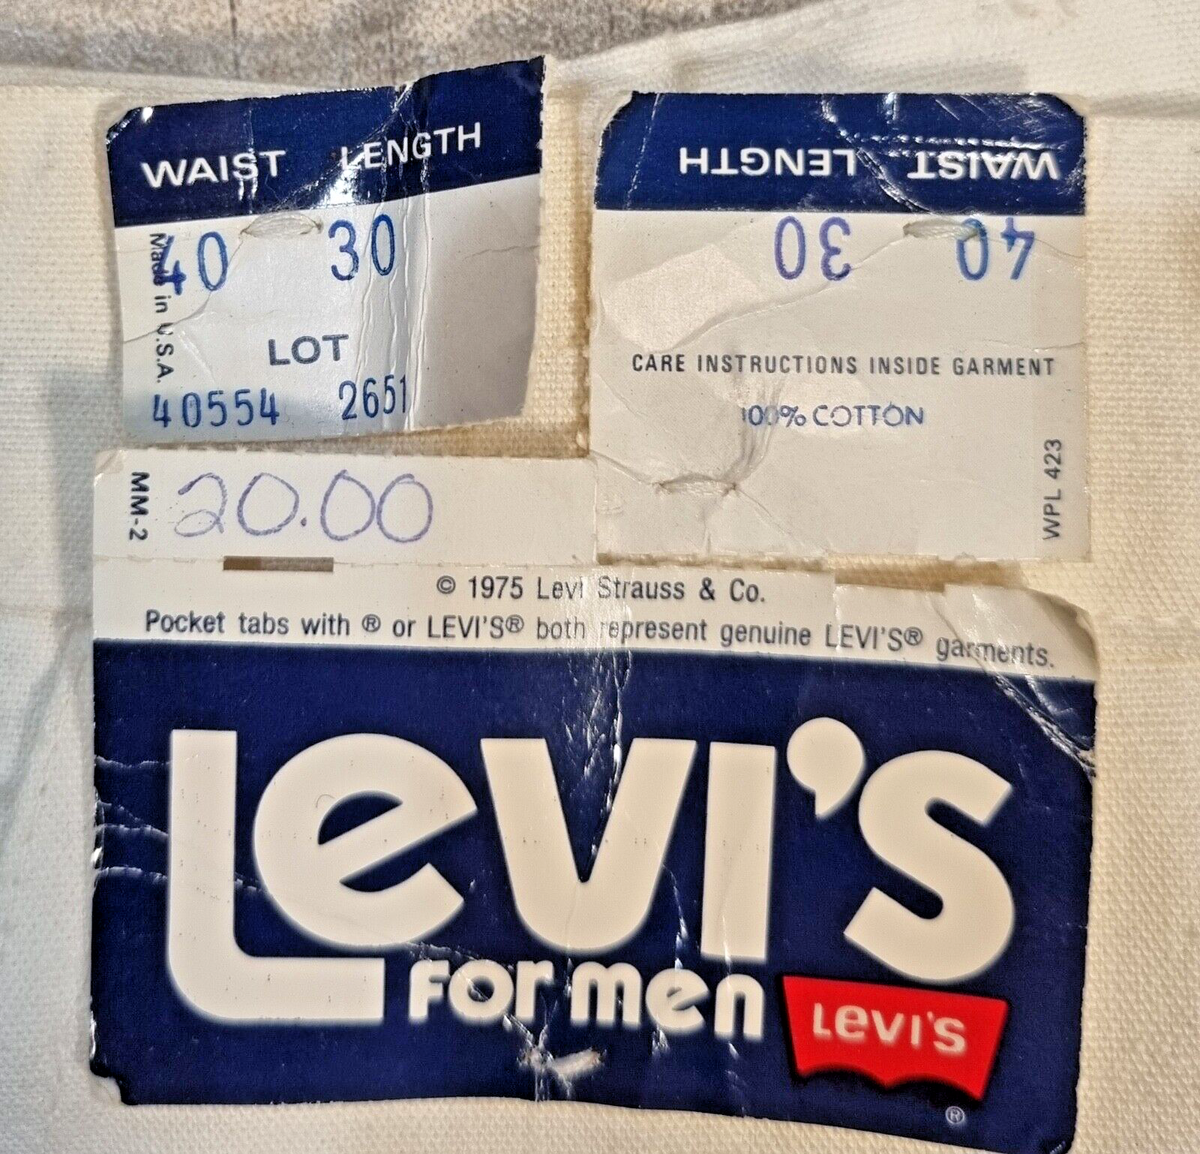 WAIST LENGTH
40 30
Made in U.S.A.
LOT
40554 2651
WAIST LENGTH
40 30
CARE INSTRUCTIONS INSIDE GARMENT
100% COTTON
WPL 423
MM-2
20.00
© 1975 Levi Strauss & Co.
Pocket tabs with ® or LEVI'S® both represent genuine LEVI'S® garments.
Levi's
for men
Levi's
®